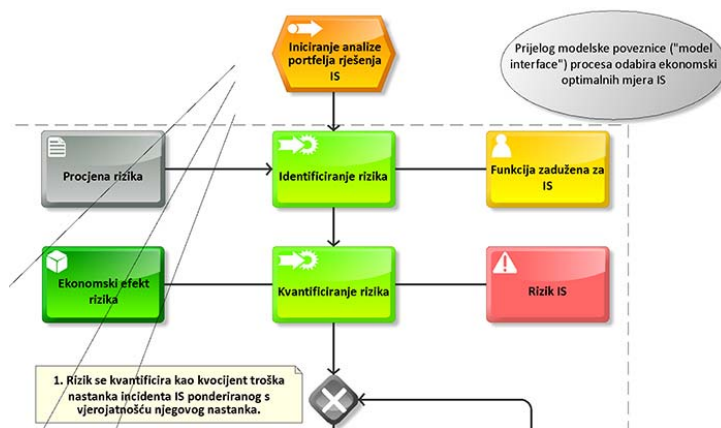 Iniciranje analize
portfelja rješenja
IS
Prijelog modelske poveznice ("model
interface") procesa odabira ekonomski
optimalnih mjera IS
Procjena rizika
Identificiranje rizika
Funkcija zadužena za
IS
Ekonomski efekt
rizika
Kvantificiranje rizika
Rizik IS
1. Rizik se kvantificira kao kvocijent troška
nastanka incidenta IS ponderiranog s
vjerojatnošću njegovog nastanka.